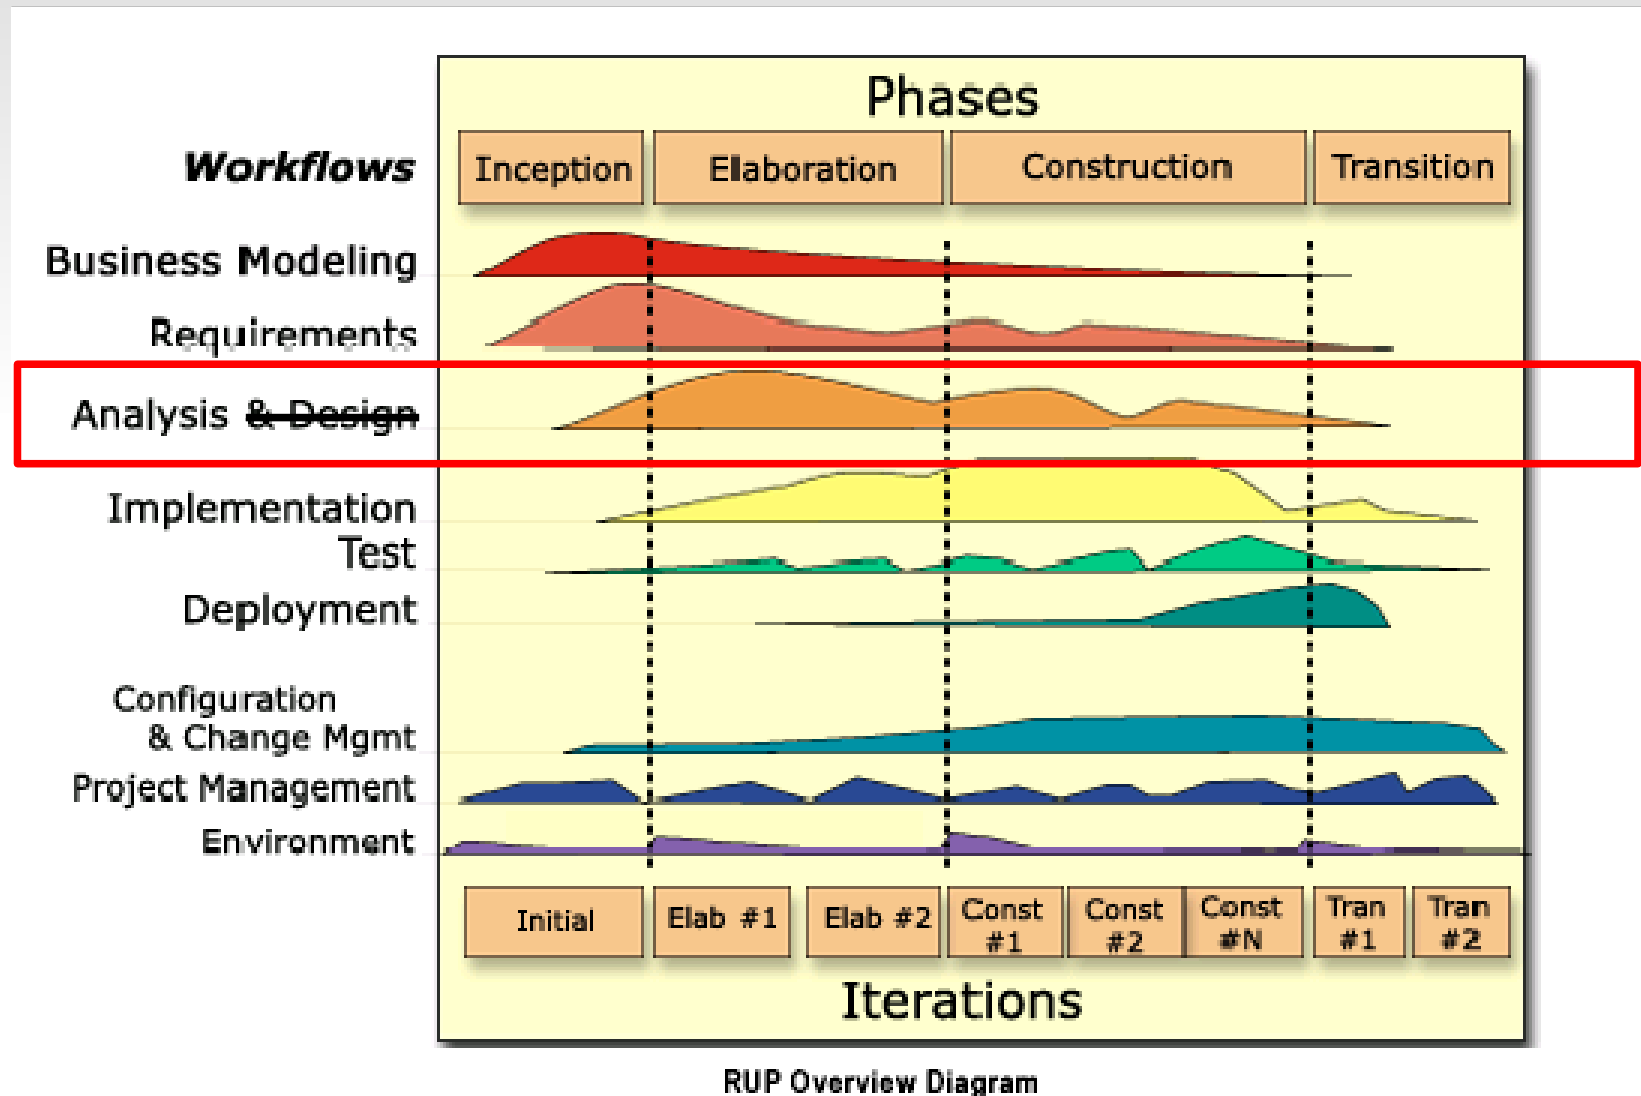 Phases
Workflows
Inception
Elaboration
Construction
Transition
Business Modeling
Requirements
Analysis & Design
Implementation
Test
Deployment
Configuration
& Change Mgmt
Project Management
Environment
Initial
Elab #1
Elab #2
Const
#1
Const
#2
Const
#N
Tran
#1
Tran
#2
Iterations
RUP Overview Diagram